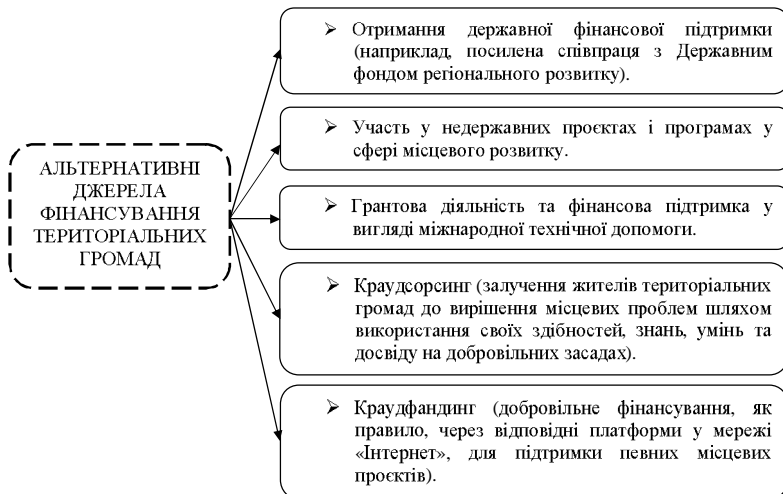 АЛЬТЕРНАТИВНІ
ДЖЕРЕЛА
ФІНАНСУВАННЯ
ТЕРИТОРІАЛЬНИХ
ГРОМАД
➢ Отримання державної фінансової підтримки
(наприклад, посилена співпраця з Державним
фондом регіонального розвитку).
➢ Участь у недержавних проєктах і програмах у
сфері місцевого розвитку.
➢ Грантова діяльність та фінансова підтримка у
вигляді міжнародної технічної допомоги.
➢ Краудсорсинг (залучення жителів територіальних
громад до вирішення місцевих проблем шляхом
використання своїх здібностей, знань, умінь та
досвіду на добровільних засадах).
➢ Краудфандинг (добровільне фінансування, як
правило, через відповідні платформи у мережі
«Інтернет», для підтримки певних місцевих
проєктів).